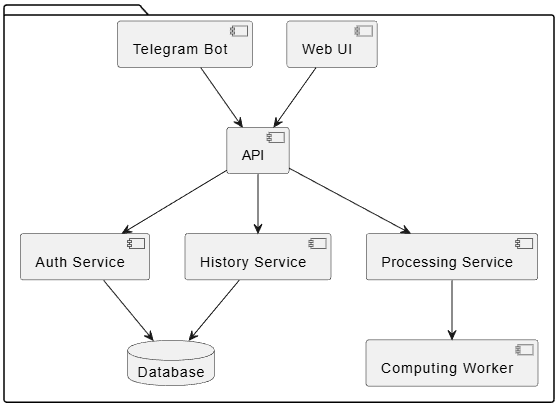 Telegram Bot
Web UI
API
Auth Service
History Service
Processing Service
Database
Computing Worker